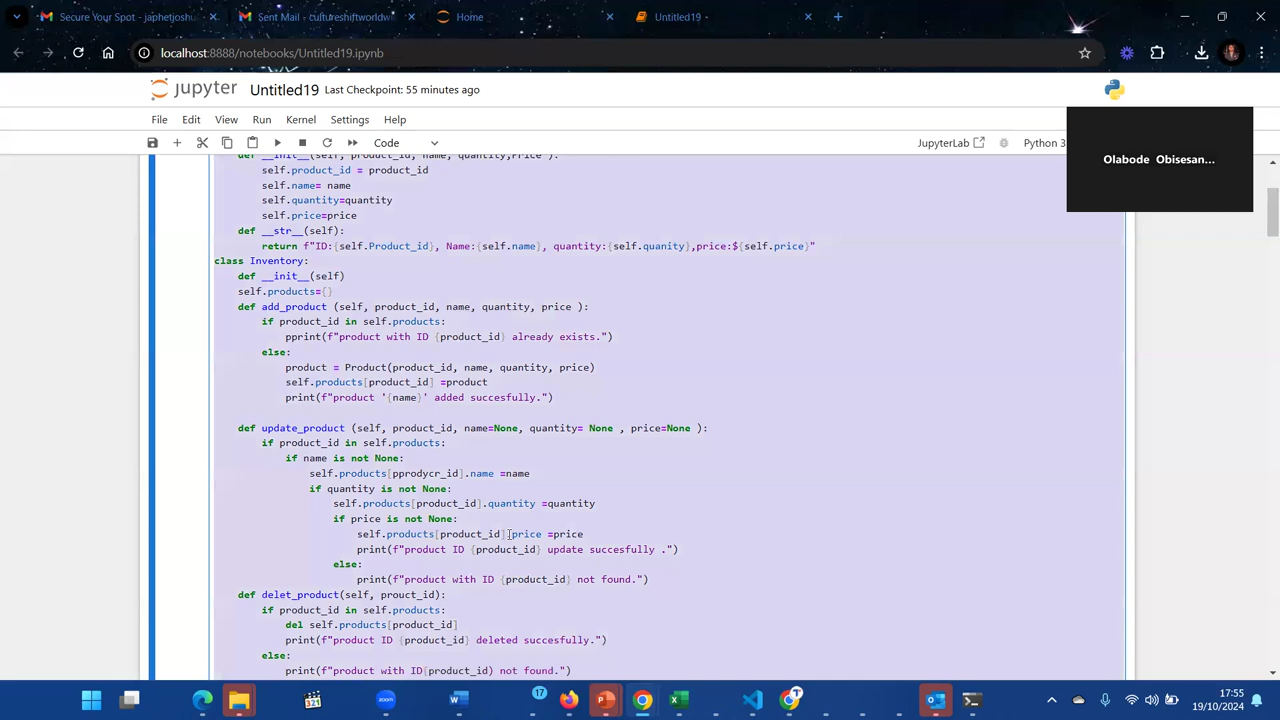 Secure Your Spot - japhetjoshu
Sent Mail - cultureshiftworldw
Home
Untitled19 -
localhost:8888/notebooks/Untitled19.ipynb
jupyter Untitled19 Last Checkpoint: 55 minutes ago
File Edit View Run Kernel Settings Help
Code
JupyterLab
Python 3
Olabode Obisesan...
def __init__(self, product_id, name, quantity,Price ):
self.product_id = product_id
self.name= name
self.quantity=quantity
self.price=price
def __str__(self):
return f"ID:{self.Product_id}, Name:{self.name}, quantity:{self.quanity},price:${self.price}"
class Inventory:
def __init__(self)
self.products={}
def add_product (self, product_id, name, quantity, price ):
if product_id in self.products:
pprint(f"product with ID {product_id} already exists.")
else:
product = Product(product_id, name, quantity, price)
self.products[product_id] =product
print(f"product '{name}' added succesfully.")
def update_product (self, product_id, name=None, quantity= None , price=None ):
if product_id in self.products:
if name is not None:
self.products[pprodycr_id].name =name
if quantity is not None:
self.products[product_id].quantity =quantity
if price is not None:
self.products[product_id].price =price
print(f"product ID {product_id} update succesfully .")
else:
print(f"product with ID {product_id} not found.")
def delet_product(self, prouct_id):
if product_id in self.products:
del self.products[product_id]
print(f"product ID {product_id} deleted succesfully.")
else:
print(f"product with ID{product_id) not found.")
321
17
T
17:55
19/10/2024